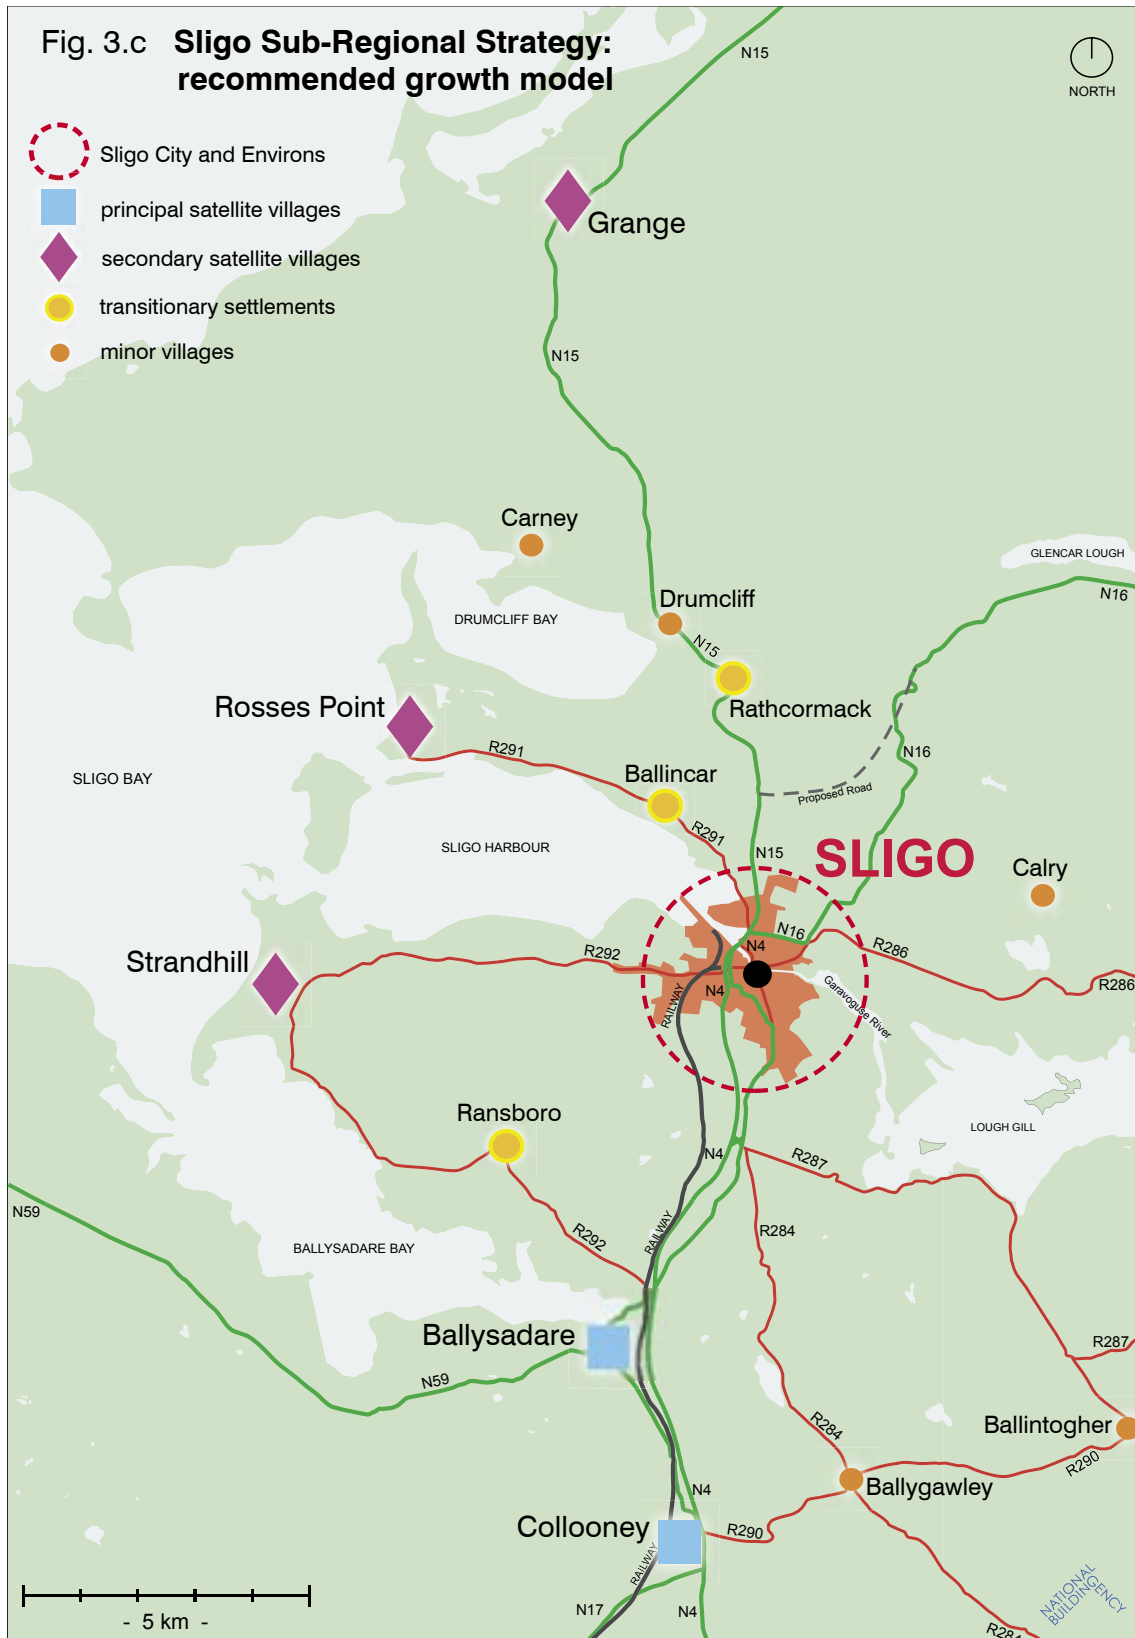 Fig. 3.c Sligo Sub-Regional Strategy:
recommended growth model
NORTH
Sligo City and Environs
principal satellite villages
secondary satellite villages
transitionary settlements
minor villages
N15
Grange
N15
Carney
GLENCAR LOUGH
N16
Drumcliff
DRUMCLIFF BAY
N15
Rathcormack
Rosses Point
R291
N16
SLIGO BAY
Ballincar
Proposed Road
R291
SLIGO HARBOUR
N15
SLIGO
Calry
N16
N4
R286
Strandhill
R292
R286
N4
RAILWAY
Garavoguse River
Ransboro
LOUGH GILL
N4
R287
N59
R292
RAILWAY
R284
BALLYSADARE BAY
Ballysadare
R287
N59
R284
Ballintogher
R290
Ballygawley
N4
Collooney
R290
RAILWAY
N17
N4
NATIONAL
BUILDINGENCY
R284
- 5 km -